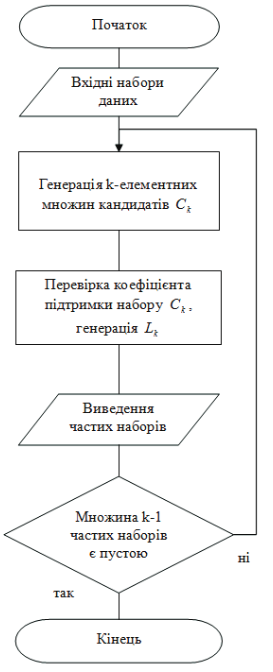 Початок
Вхідні набори
даних
Генерація k-елементних
множин кандидатів C_k
Перевірка коефіцієнта
підтримки набору C_k,
генерація L_k
Виведення
частих наборів
Множина k-1
частих наборів
є пустою
ні
так
Кінець